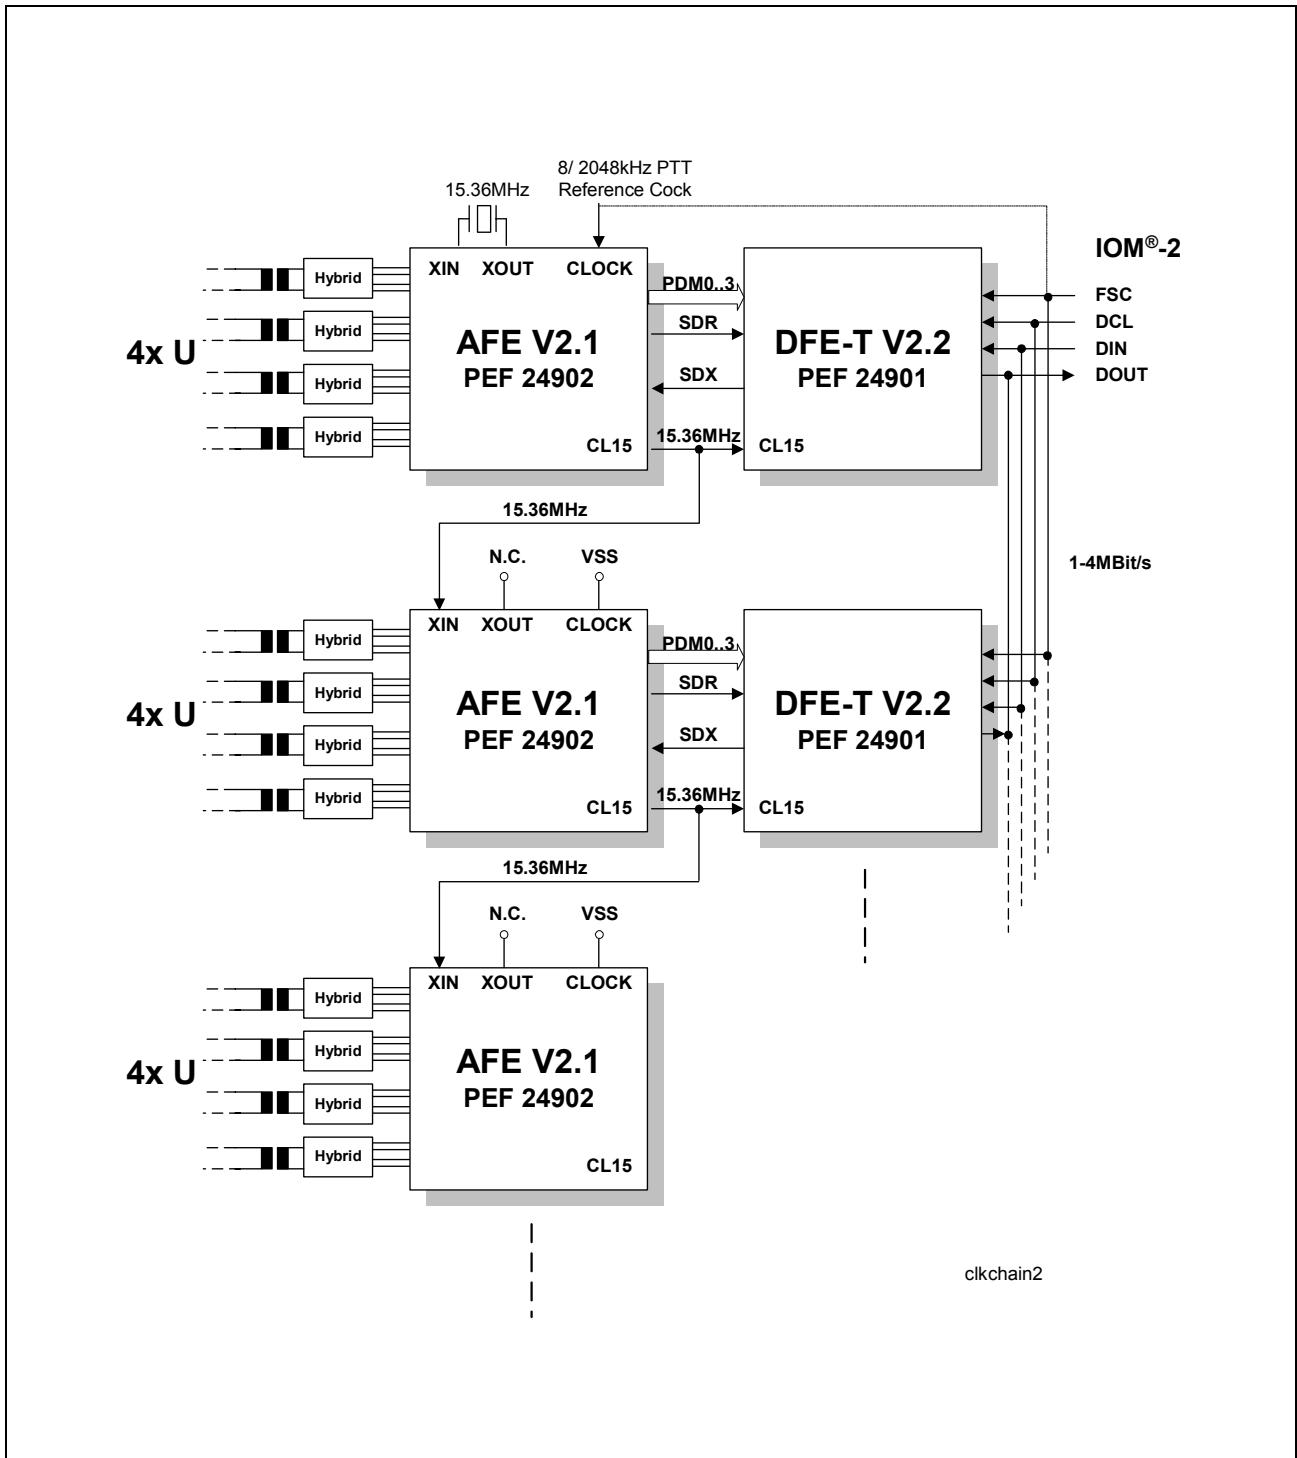 8/ 2048kHz PTT
Reference Cock
15.36MHz
IOM®-2
XIN XOUT CLOCK
Hybrid
PDM0..3
FSC
SDR
DCL
Hybrid
4x U
AFE V2.1
DFE-T V2.2
DIN
PEF 24902
PEF 24901
DOUT
Hybrid
SDX
Hybrid
CL15
15.36MHz
CL15
15.36MHz
N.C.
VSS
1-4MBit/s
XIN XOUT CLOCK
Hybrid
PDM0..3
SDR
Hybrid
4x U
AFE V2.1
DFE-T V2.2
PEF 24902
PEF 24901
Hybrid
SDX
Hybrid
15.36MHz
CL15
CL15
15.36MHz
N.C.
VSS
XIN XOUT CLOCK
Hybrid
Hybrid
4x U
AFE V2.1
PEF 24902
Hybrid
Hybrid
CL15
clkchain2